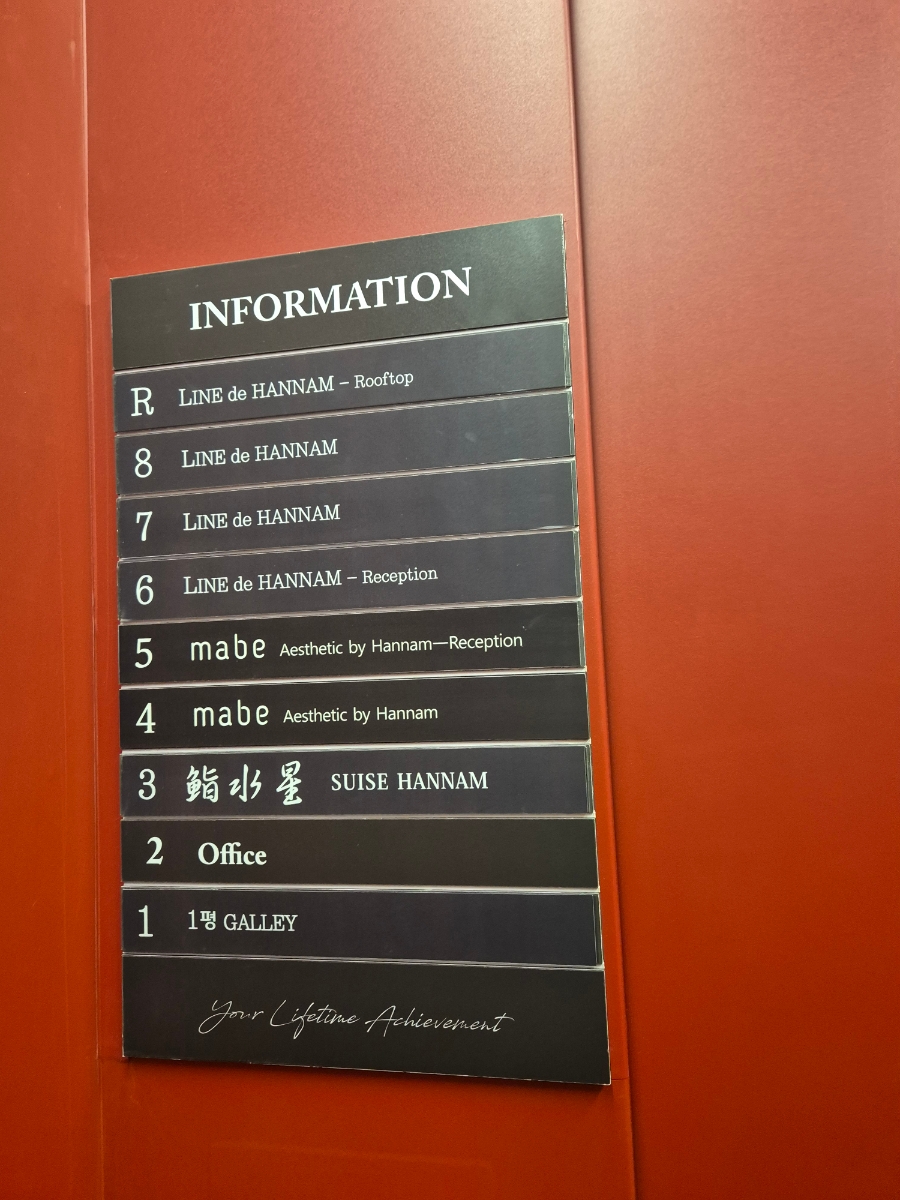 INFORMATION
R LINE de HANNAM – Rooftop
8 LINE de HANNAM
7 LINE de HANNAM
6 LINE de HANNAM – Reception
5 mabe Aesthetic by Hannam—Reception
4 mabe Aesthetic by Hannam
3 鮨水星 SUISE HANNAM
2 Office
1 1평 GALLEY
Your Lifetime Achievement